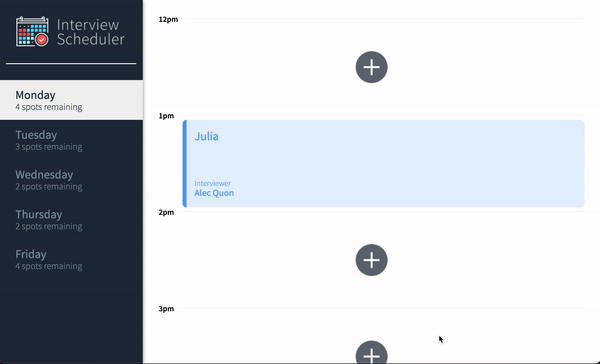 Interview
Scheduler
Monday
4 spots remaining
Tuesday
3 spots remaining
Wednesday
2 spots remaining
Thursday
2 spots remaining
Friday
4 spots remaining
12pm
1pm
Julia
Interviewer
Alec Quon
2pm
3pm